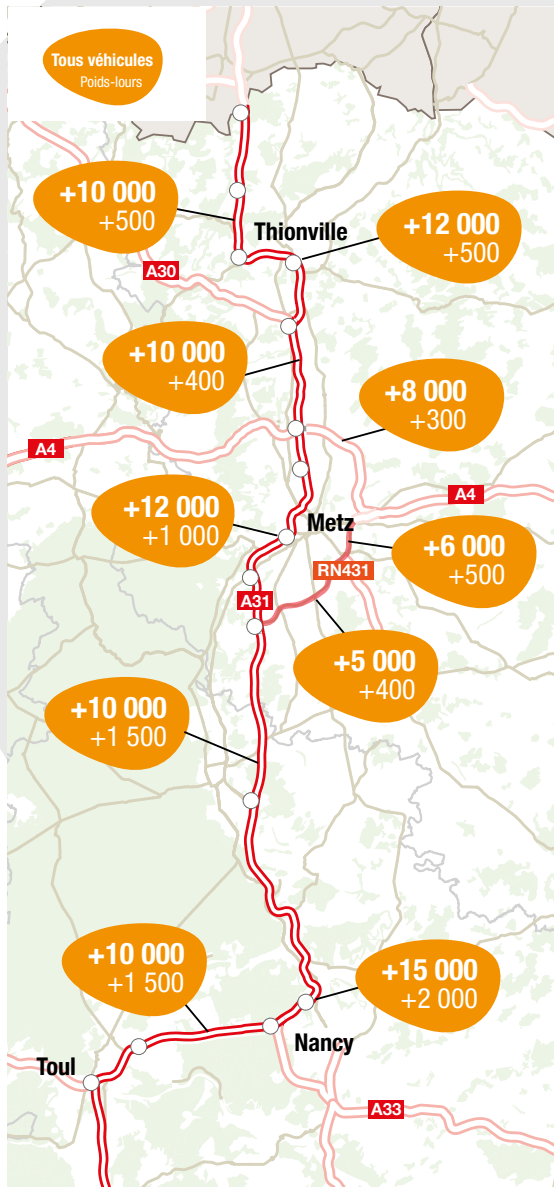 Tous véhicules
Poids-lours
+10 000
+500
Thionville
+12 000
+500
A30
+10 000
+400
+8 000
+300
A4
A4
+12 000
+1 000
Metz
+6 000
+500
RN431
A31
+5 000
+400
+10 000
+1 500
+10 000
+1 500
+15 000
+2 000
Nancy
Toul
A33